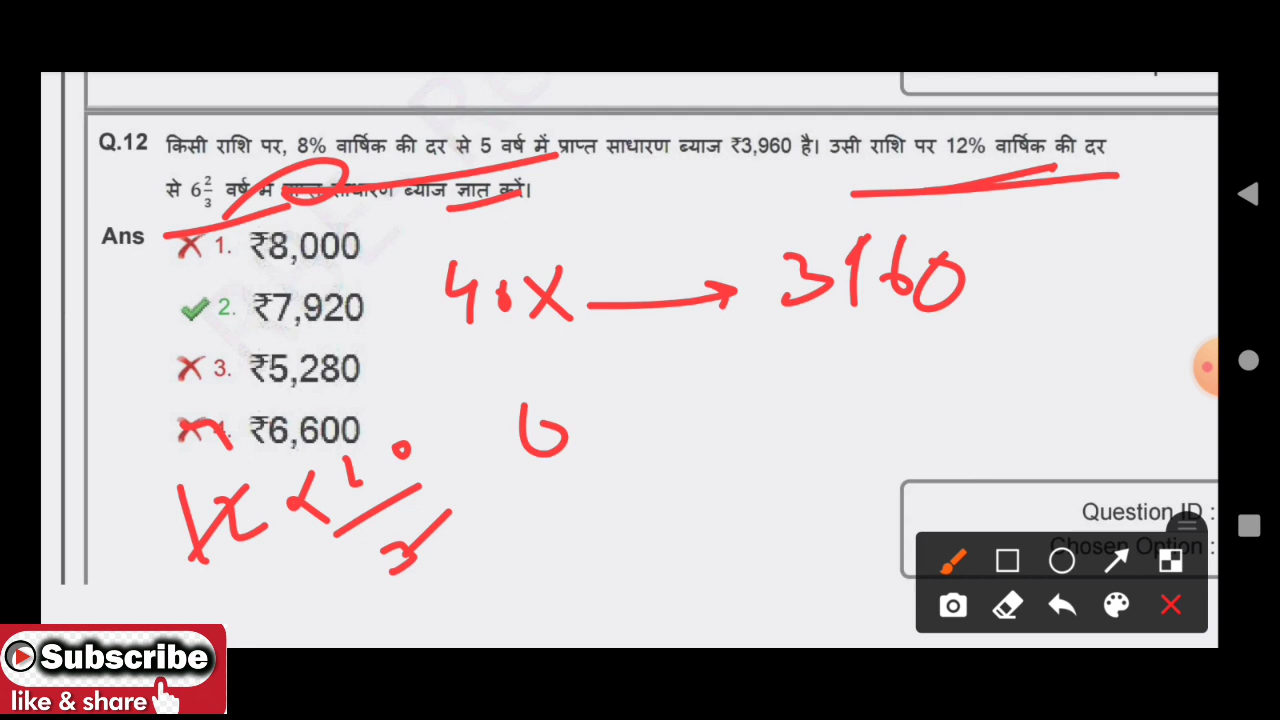 Q.12 किसी राशि पर, 8% वार्षिक की दर से 5 वर्ष में प्राप्त साधारण ब्याज ₹3,960 है। उसी राशि पर 12% वार्षिक की दर
से 6 2/3 वर्ष में प्राप्त साधारण ब्याज ज्ञात करें।
Ans
1. ₹8,000
2. ₹7,920
3. ₹5,280
4. ₹6,600
40X → 3960
12 × 20/3
Question ID :
Chosen Option :
Subscribe
like & share